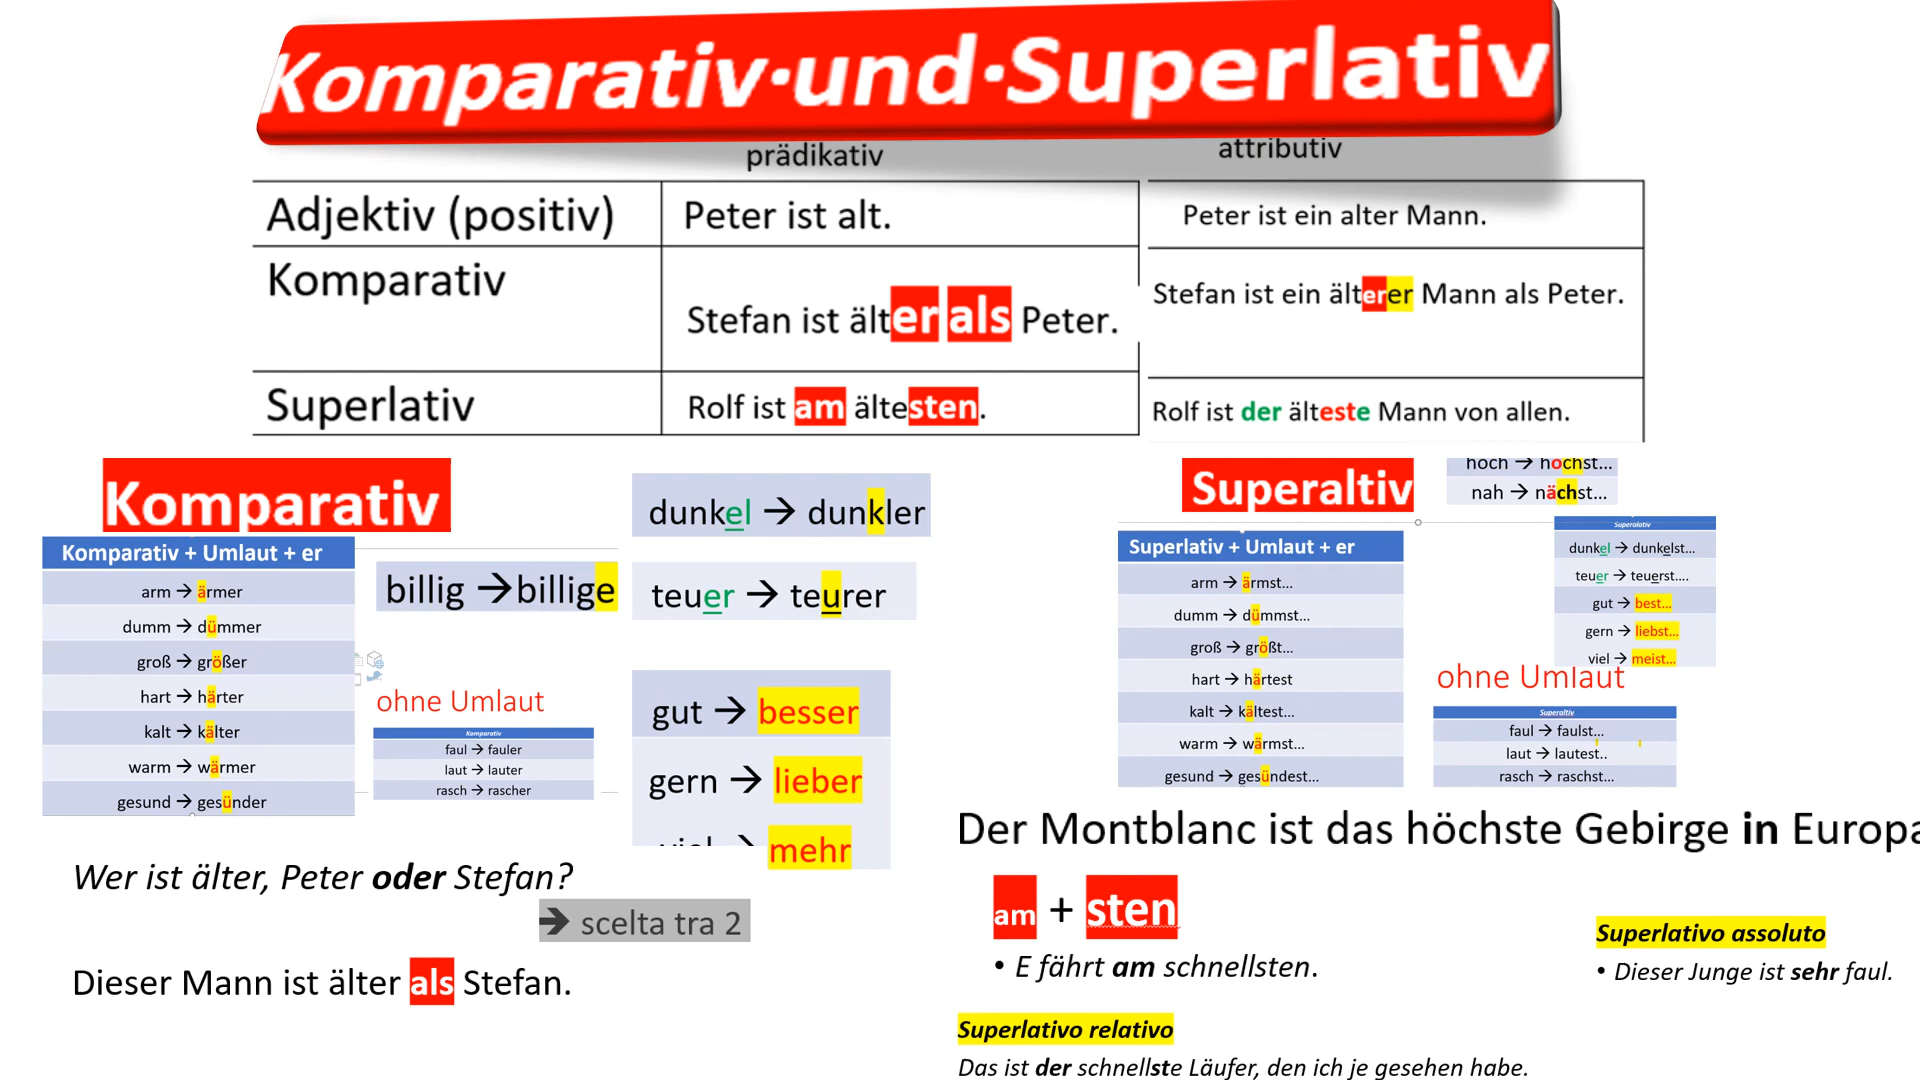 Komparativ·und·Superlativ
prädikativ
attributiv
Adjektiv (positiv)
Peter ist alt.
Peter ist ein alter Mann.
Komparativ
Stefan ist älter als Peter.
Stefan ist ein älterer Mann als Peter.
Superlativ
Rolf ist am ältesten.
Rolf ist der älteste Mann von allen.
Komparativ
Komparativ + Umlaut + er
arm → ärmer
dumm → dümmer
groß → größer
hart → härter
kalt → kälter
warm → wärmer
gesund → gesünder
billig → billige
ohne Umlaut
Komparativ
faul → fauler
laut → lauter
rasch → rascher
dunkel → dunkler
teuer → teurer
gut → besser
gern → lieber
viel → mehr
Wer ist älter, Peter oder Stefan?
→ scelta tra 2
Dieser Mann ist älter als Stefan.
Superaltiv
hoch → höchst...
nah → nächst...
Superlativ + Umlaut + er
arm → ärmst...
dumm → dümmst...
groß → größt...
hart → härtest
kalt → kältest...
warm → wärmst...
gesund → gesündest...
Superalativ
dunkel → dunkelst...
teuer → teuerst....
gut → best...
gern → liebst...
viel → meist...
ohne Umlaut
Superaltiv
faul → faulst...
laut → lautest..
rasch → raschst...
Der Montblanc ist das höchste Gebirge in Europa
am + sten
• E fährt am schnellsten.
Superlativo assoluto
• Dieser Junge ist sehr faul.
Superlativo relativo
Das ist der schnellste Läufer, den ich je gesehen habe.